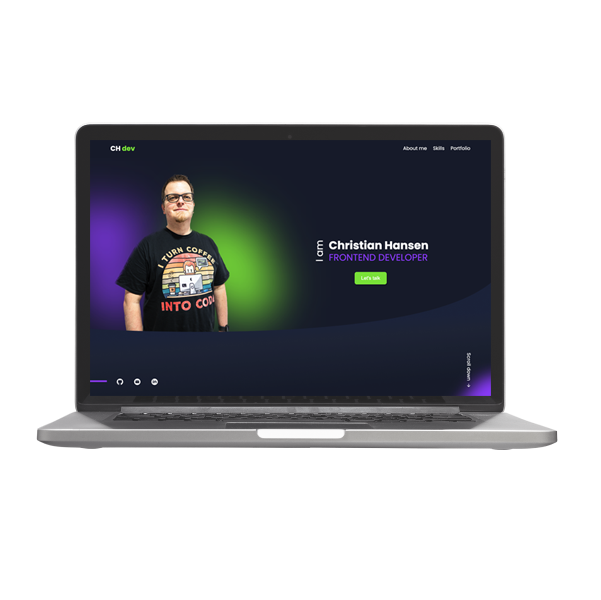 CH dev
About me Skills Portfolio
I TURN COFFEE
INTO CODE
I am
Christian Hansen
FRONTEND DEVELOPER
Let's talk
Scroll down